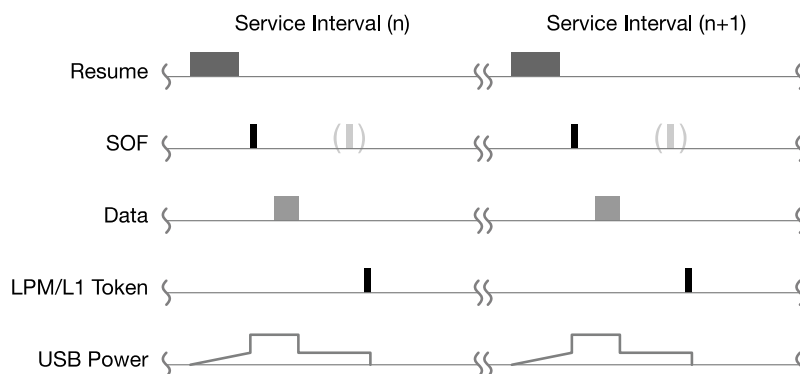 Service Interval (n)
Service Interval (n+1)
Resume
SOF
Data
LPM/L1 Token
USB Power